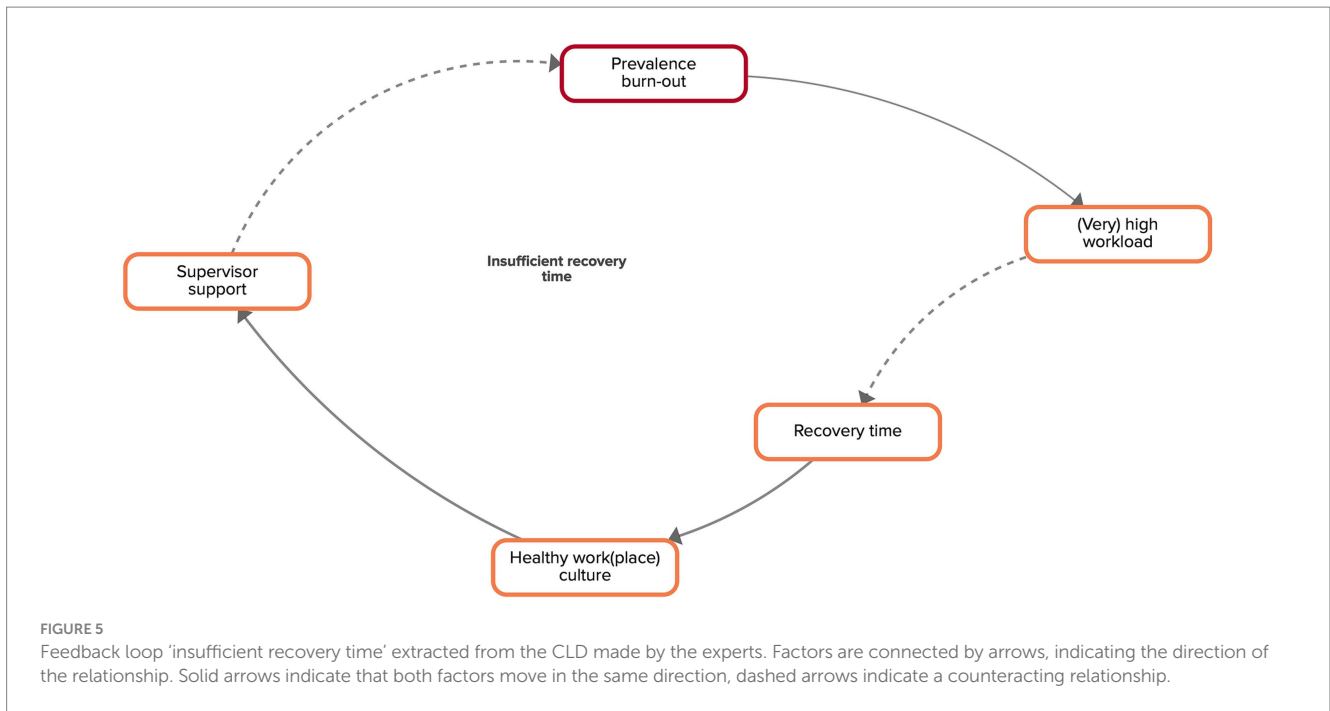 Prevalence
burn-out
(Very) high
workload
Supervisor
support
Insufficient recovery
time
Recovery time
Healthy work(place)
culture
FIGURE 5
Feedback loop ‘insufficient recovery time’ extracted from the CLD made by the experts. Factors are connected by arrows, indicating the direction of
the relationship. Solid arrows indicate that both factors move in the same direction, dashed arrows indicate a counteracting relationship.